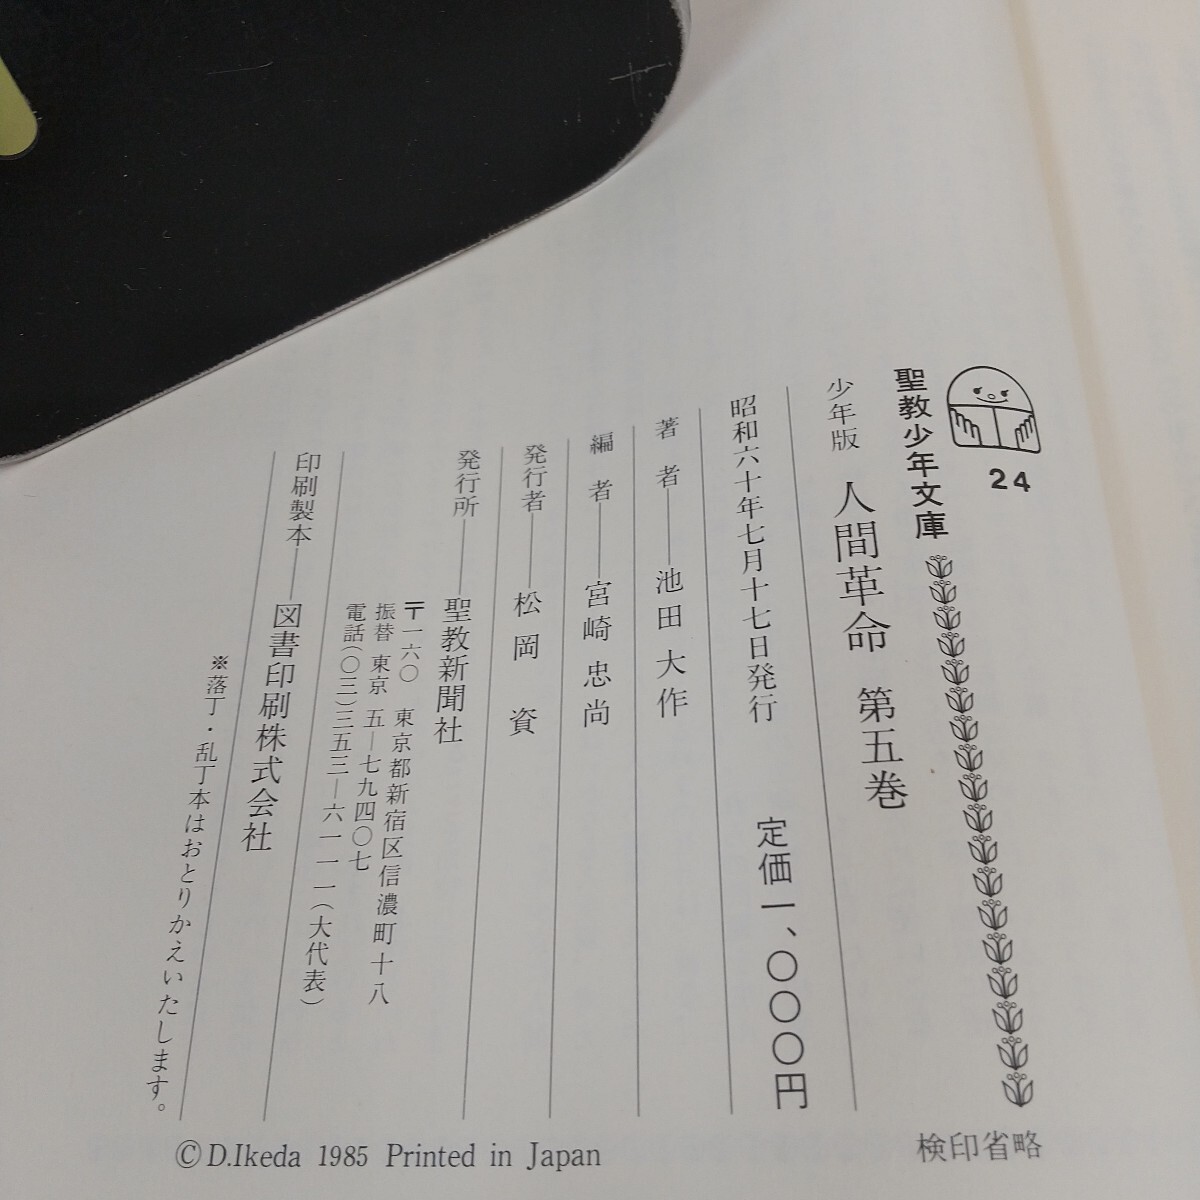 24
聖教少年文庫
少年版 人間革命 第五巻
昭和六十年七月十七日発行 定価一、〇〇〇円
著者――池田大作
編者――宮崎忠尚
発行者――松岡資
発行所――聖教新聞社
〒一六〇 東京都新宿区信濃町十八
振替 東京 五―七九四〇七
電話(〇三)三五三―六一一一(大代表)
印刷製本――図書印刷株式会社
※落丁・乱丁本はおとりかえいたします。
© D.Ikeda 1985 Printed in Japan
検印省略